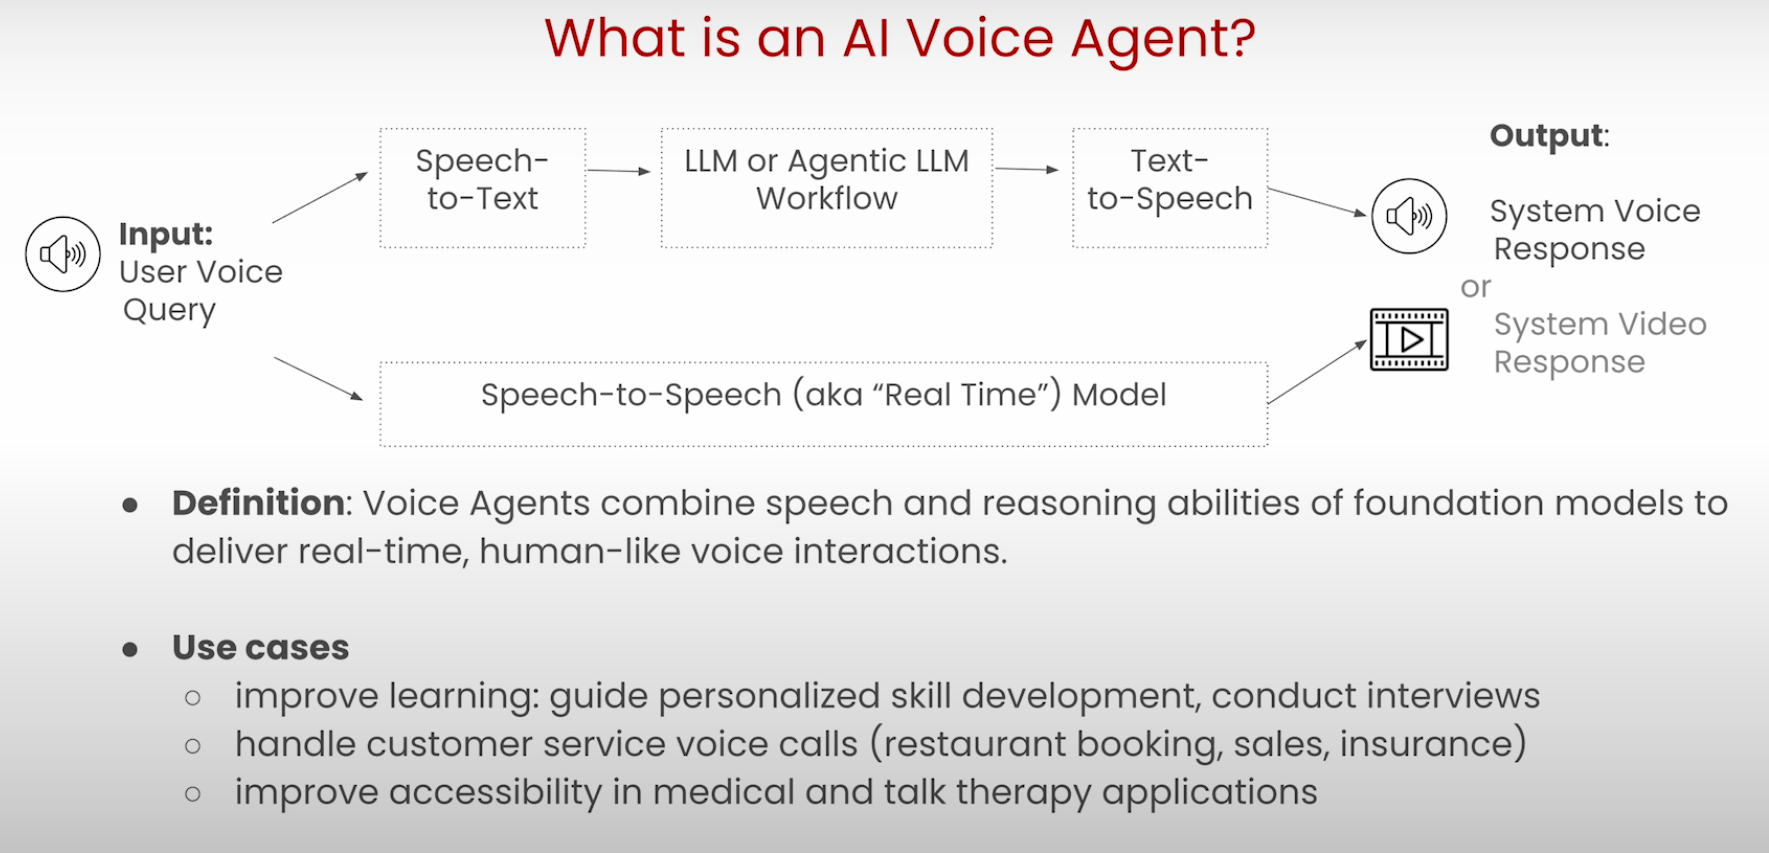 What is an AI Voice Agent?
Input:
User Voice
Query
Speech-
to-Text
LLM or Agentic LLM
Workflow
Text-
to-Speech
Speech-to-Speech (aka “Real Time”) Model
Output:
System Voice
Response
or
System Video
Response
● Definition: Voice Agents combine speech and reasoning abilities of foundation models to
deliver real-time, human-like voice interactions.
● Use cases
○ improve learning: guide personalized skill development, conduct interviews
○ handle customer service voice calls (restaurant booking, sales, insurance)
○ improve accessibility in medical and talk therapy applications